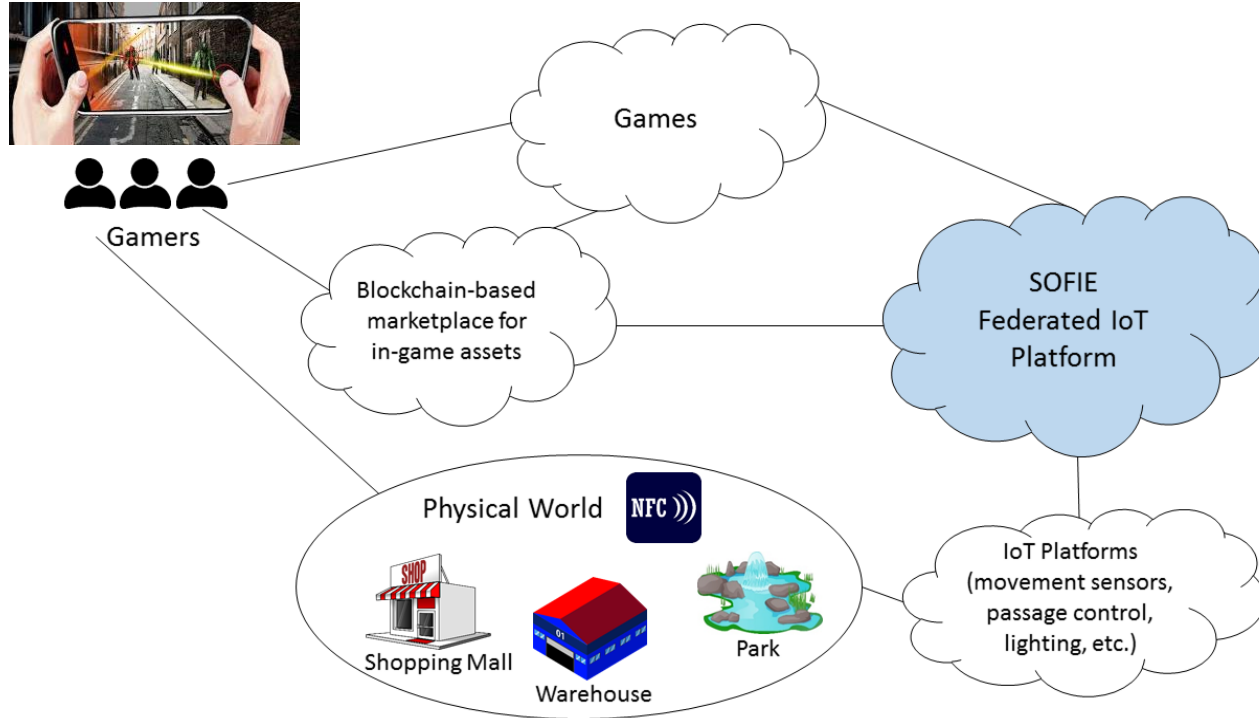 Games
Gamers
Blockchain-based
marketplace for
in-game assets
SOFIE
Federated IoT
Platform
Physical World
NFC
SHOP
Shopping Mall
01
Warehouse
Park
IoT Platforms
(movement sensors,
passage control,
lighting, etc.)